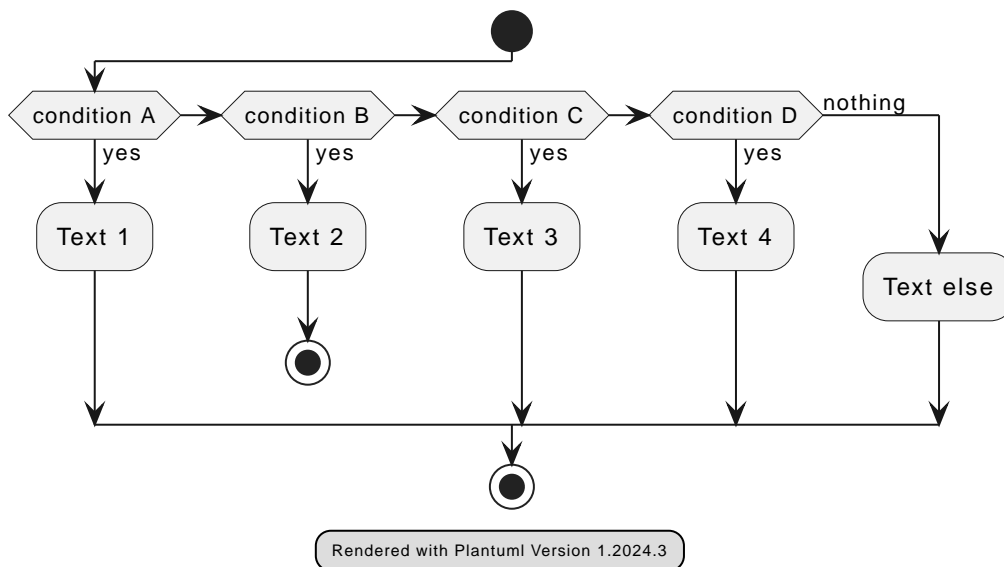 condition A
condition B
condition C
condition D
nothing
yes
yes
yes
yes
Text 1
Text 2
Text 3
Text 4
Text else
Rendered with Plantuml Version 1.2024.3